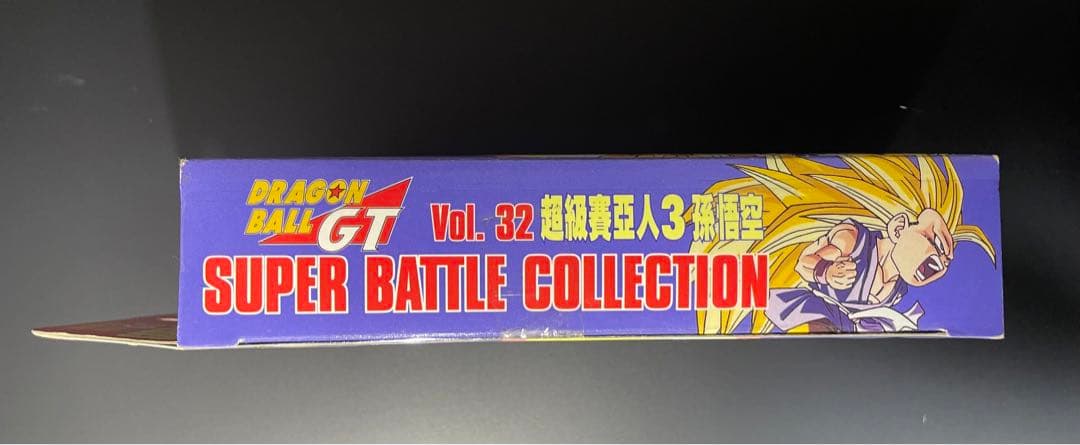 DRAGON
BALL GT
Vol. 32 超級賽亞人3 孫悟空
SUPER BATTLE COLLECTION